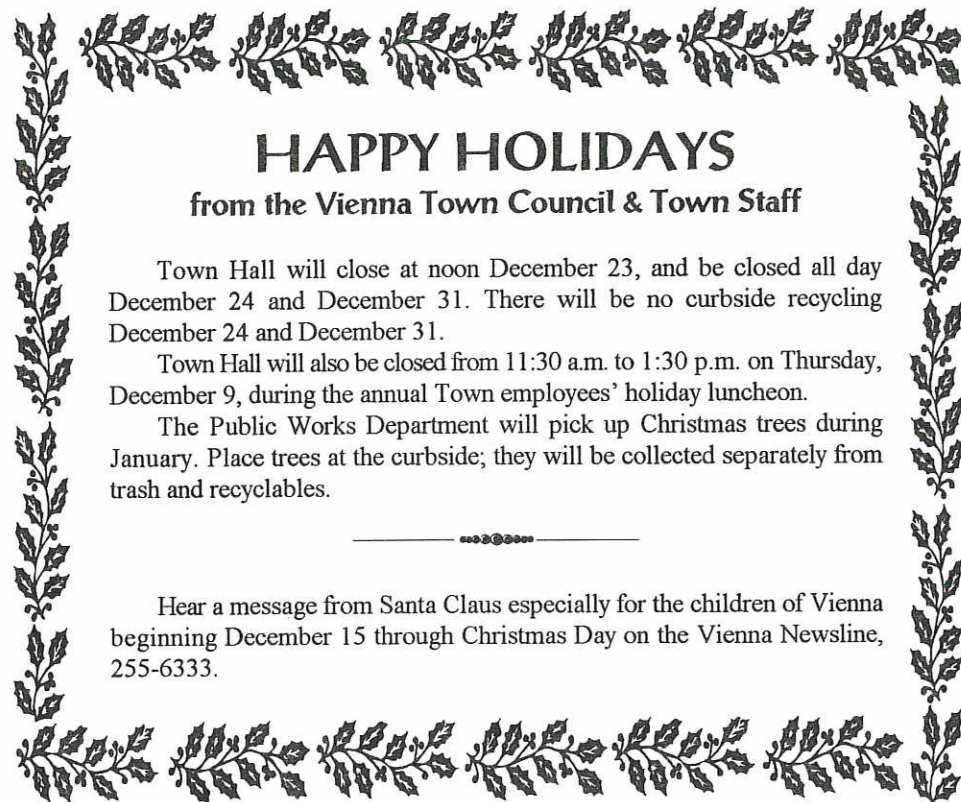 HAPPY HOLIDAYS
from the Vienna Town Council & Town Staff
Town Hall will close at noon December 23, and be closed all day
December 24 and December 31. There will be no curbside recycling
December 24 and December 31.
Town Hall will also be closed from 11:30 a.m. to 1:30 p.m. on Thursday,
December 9, during the annual Town employees' holiday luncheon.
The Public Works Department will pick up Christmas trees during
January. Place trees at the curbside; they will be collected separately from
trash and recyclables.
Hear a message from Santa Claus especially for the children of Vienna
beginning December 15 through Christmas Day on the Vienna Newsline,
255-6333.